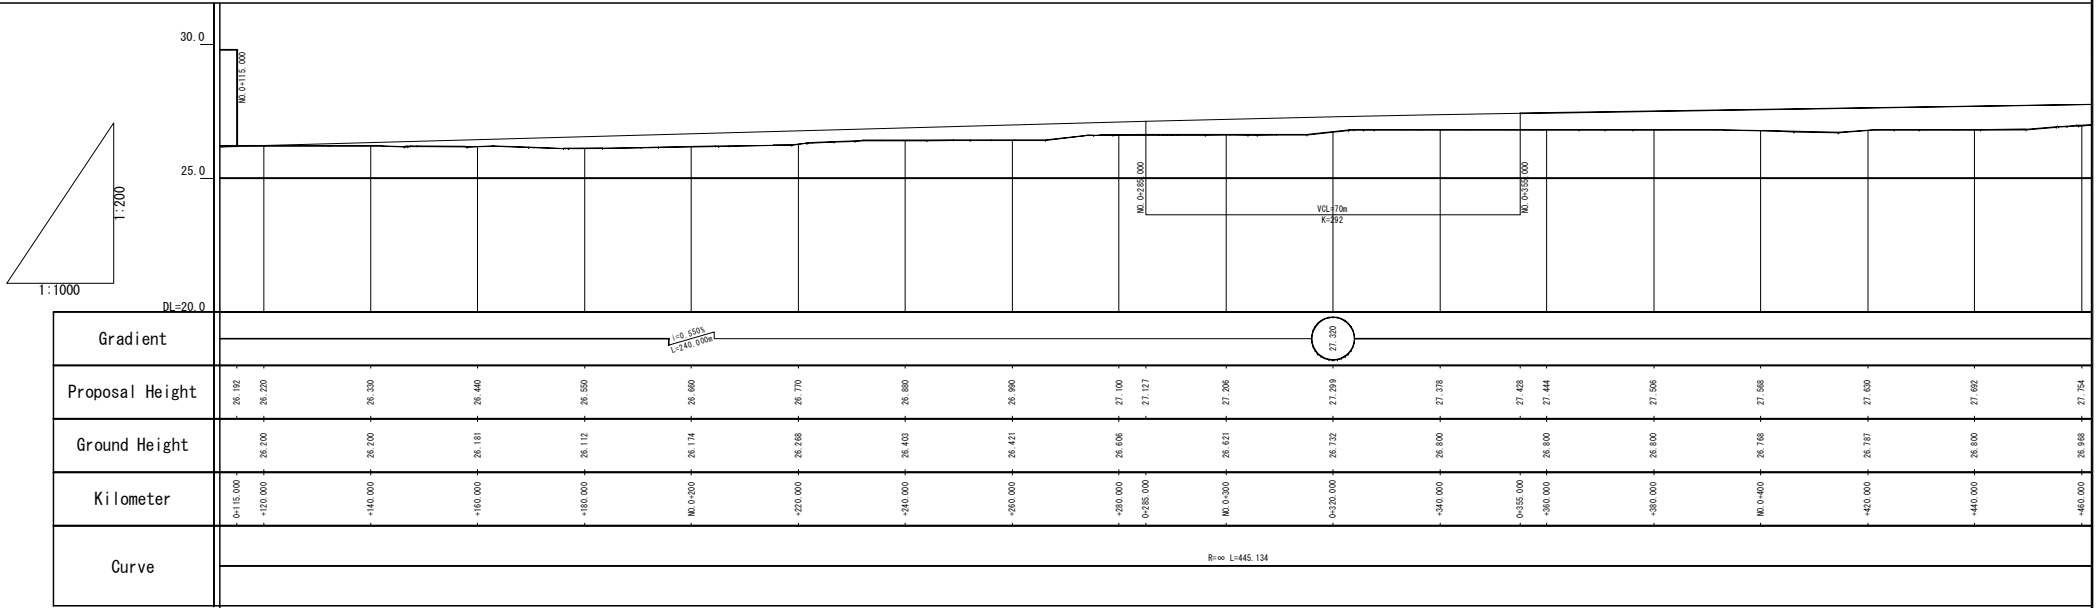 30.0
NO.0+115.000
25.0
1:200
1:1000
NO.0+285.000
VCL=70m
K=292
NO.0+355.000
DL=20.0
Gradient
i=0.550%
L=240.000m
27.320
Proposal Height
26.192 26.220 26.330 26.440 26.550 26.660 26.770 26.880 26.990 27.100 27.127 27.206 27.299 27.378 27.428 27.444 27.506 27.568 27.630 27.692 27.754
Ground Height
26.200 26.200 26.181 26.112 26.174 26.268 26.403 26.421 26.606 26.621 26.732 26.800 26.800 26.800 26.768 26.787 26.800 26.968
Kilometer
0+115.000 +120.000 +140.000 +160.000 +180.000 NO.0+200 +220.000 +240.000 +260.000 +280.000 0+285.000 NO.0+300 0+320.000 +340.000 0+355.000 +360.000 +380.000 NO.0+400 +420.000 +440.000 +460.000
Curve
R=∞ L=445.134